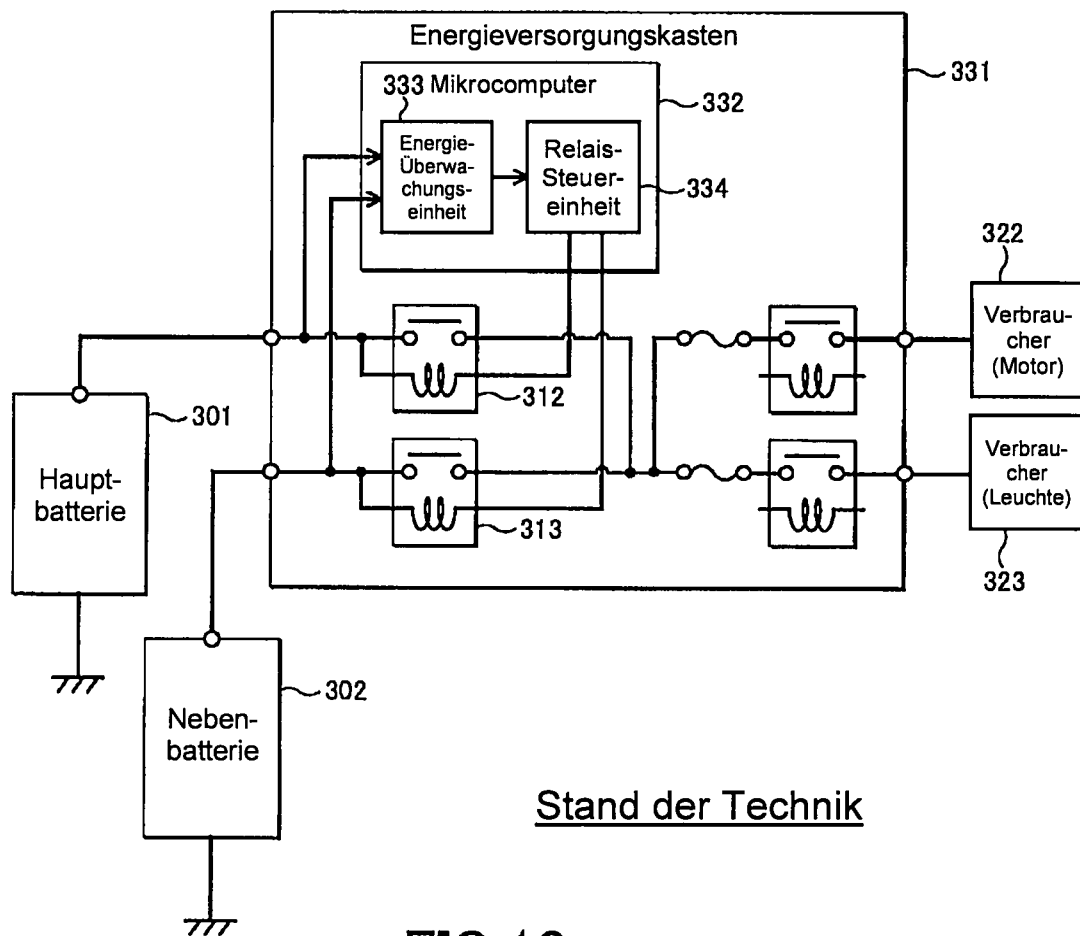 Energieversorgungskasten
331
333 Mikrocomputer
332
Energie-
Überwa-
chungs-
einheit
Relais-
Steuer-
einheit
334
322
Verbrau-
cher
(Motor)
312
301
Haupt-
batterie
Verbrau-
cher
(Leuchte)
313
323
302
Neben-
batterie
Stand der Technik